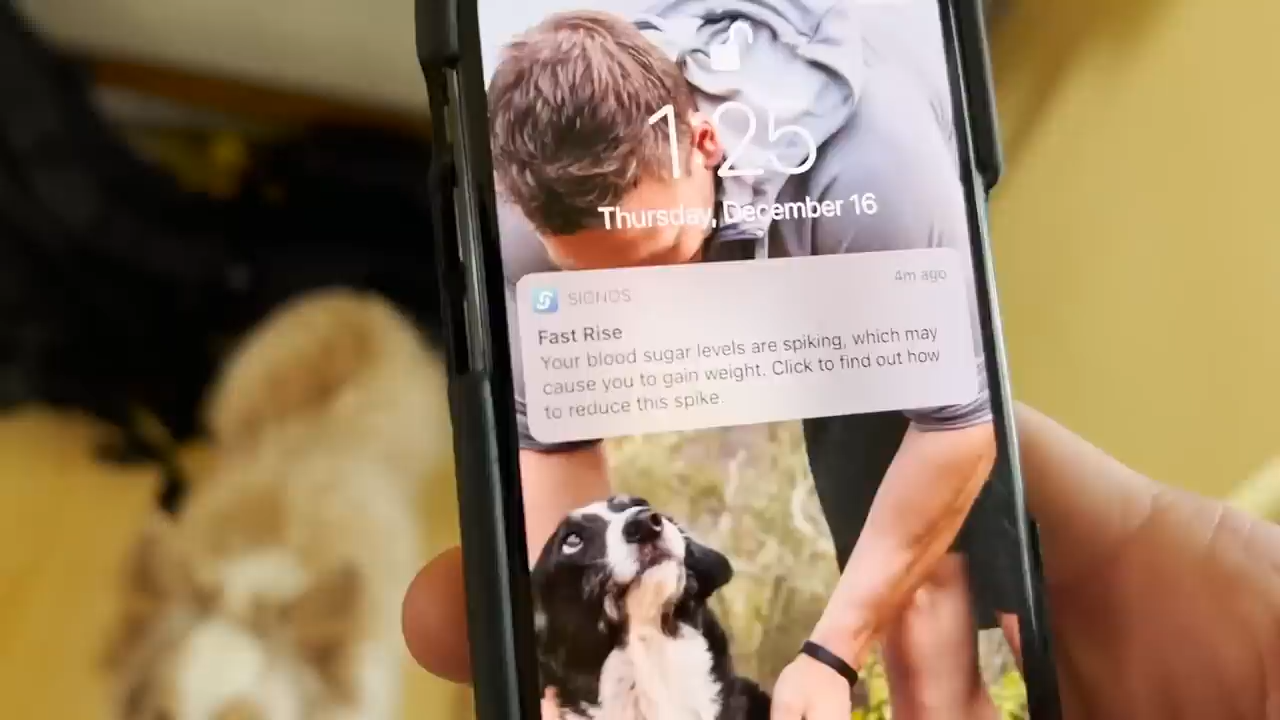 1:25
Thursday, December 16
SIGNOS
4m ago
Fast Rise
Your blood sugar levels are spiking, which may
cause you to gain weight. Click to find out how
to reduce this spike.